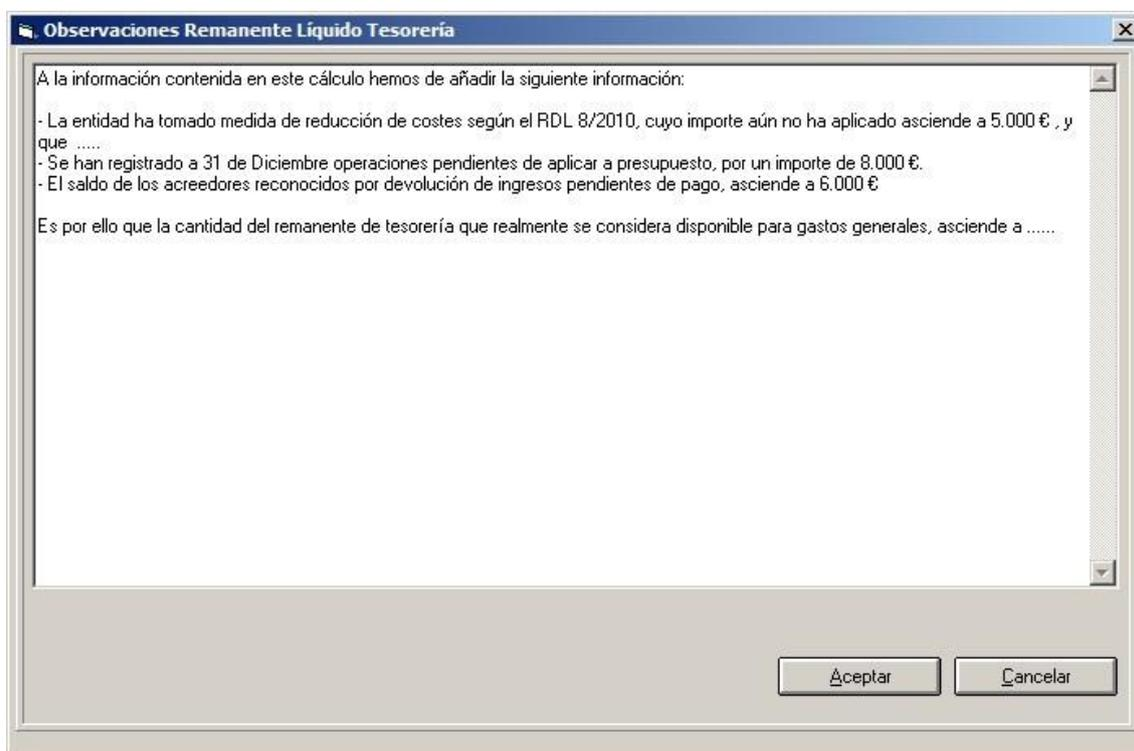 Observaciones Remanente Líquido Tesorería
A la información contenida en este cálculo hemos de añadir la siguiente información:
- La entidad ha tomado medida de reducción de costes según el RDL 8/2010, cuyo importe aún no ha aplicado asciende a 5.000 € , y
que .....
- Se han registrado a 31 de Diciembre operaciones pendientes de aplicar a presupuesto, por un importe de 8.000 €.
- El saldo de los acreedores reconocidos por devolución de ingresos pendientes de pago, asciende a 6.000 €
Es por ello que la cantidad del remanente de tesorería que realmente se considera disponible para gastos generales, asciende a ......
Aceptar
Cancelar